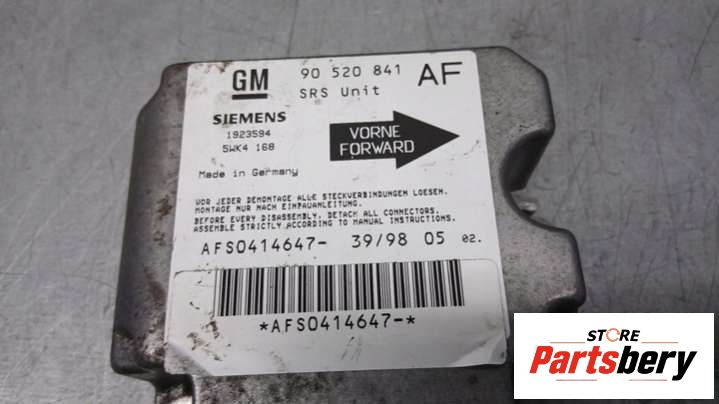 GM 90 520 841 AF
SRS Unit
SIEMENS
1923594
5WK4 168
VORNE
FORWARD
Made in Germany
VOR JEDER DEMONTAGE ALLE STECKVERBINDUNGEN LOESEN.
MONTAGE NUR NACH EINBAUANLEITUNG.
BEFORE EVERY DISASSEMBLY, DETACH ALL CONNECTORS.
ASSEMBLE STRICTLY ACCORDING TO MANUAL INSTRUCTIONS.
AFS0414647- 39/98 05 02.
*AFS0414647-*
STORE
Partsbery